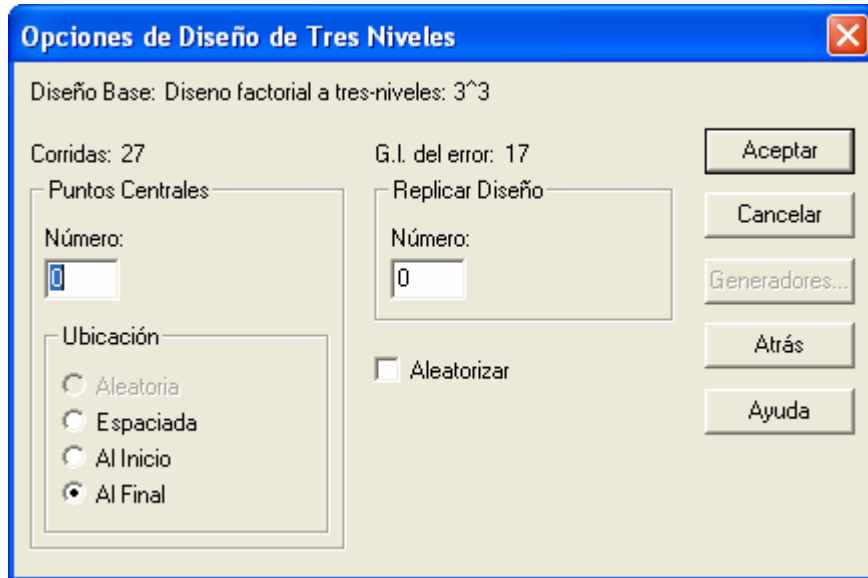 Opciones de Diseño de Tres Niveles
Diseño Base: Diseno factorial a tres-niveles: 3^3
Corridas: 27
G.l. del error: 17
Puntos Centrales
Número:
0
Ubicación
Aleatoria
Espaciada
Al Inicio
Al Final
Replicar Diseño
Número:
0
Aleatorizar
Aceptar
Cancelar
Generadores...
Atrás
Ayuda